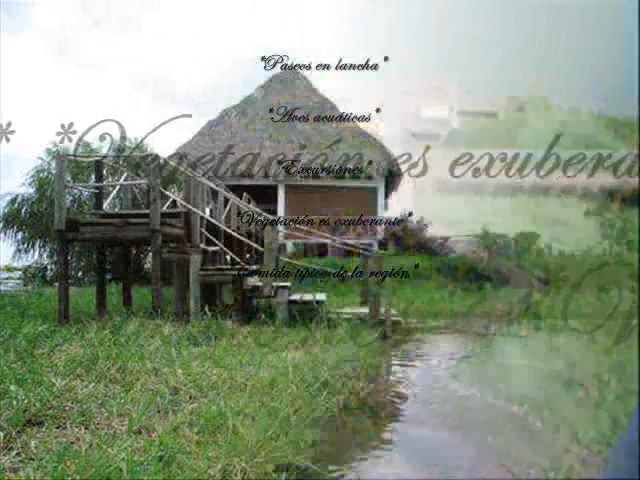 *Paseos en lancha*
*Aves acuáticas*
* *Vegetación es exubera
*Excursiones*
*Vegetación es exuberante*
*Comida típica de la región*